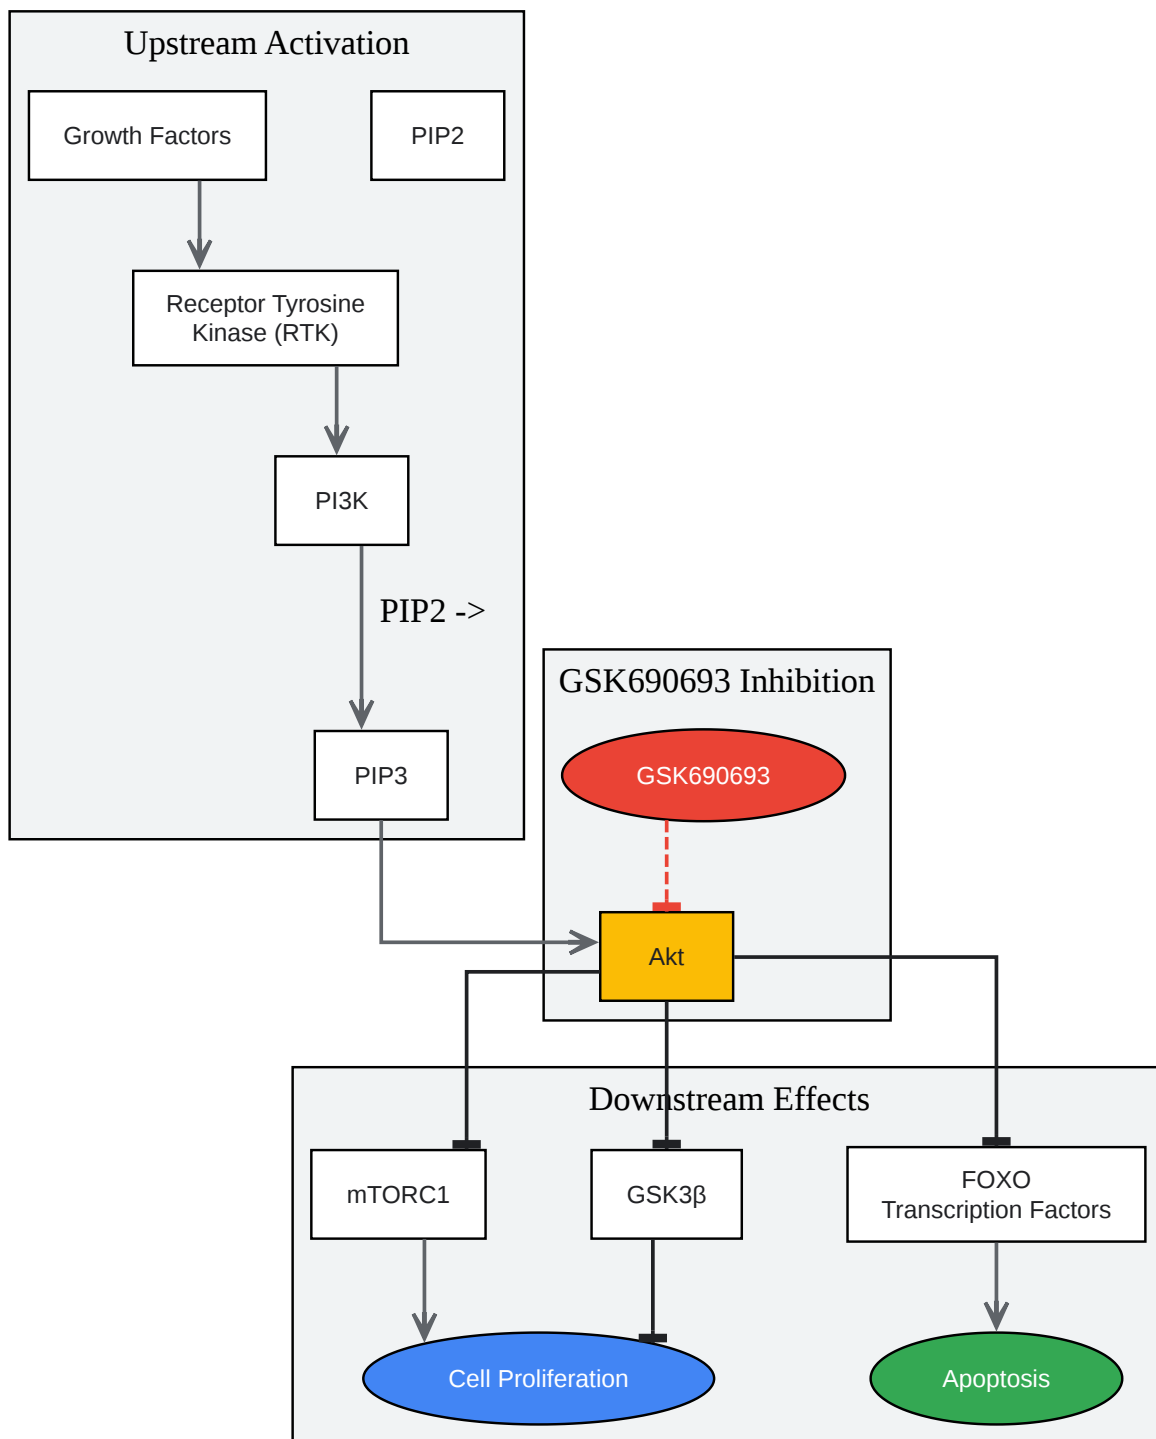 Upstream Activation
Growth Factors
PIP2
Receptor Tyrosine
Kinase (RTK)
PI3K
PIP2 ->
PIP3
GSK690693 Inhibition
GSK690693
Akt
Downstream Effects
mTORC1
GSK3β
FOXO
Transcription Factors
Cell Proliferation
Apoptosis